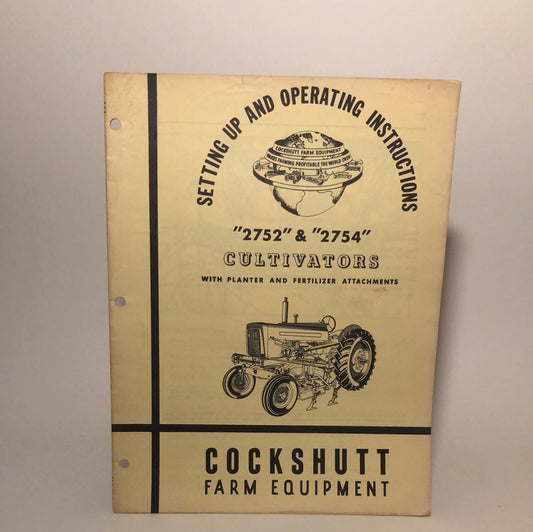 SETTING UP AND OPERATING INSTRUCTIONS
COCKSHUTT FARM EQUIPMENT
MAKES FARMING PROFITABLE THE WORLD OVER
"2752" & "2754"
CULTIVATORS
WITH PLANTER AND FERTILIZER ATTACHMENTS
COCKSHUTT
FARM EQUIPMENT